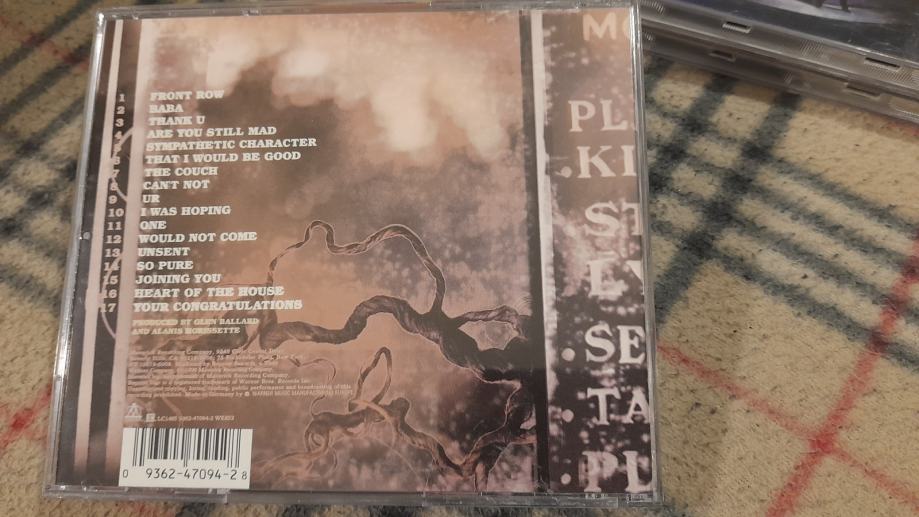 1 FRONT ROW
2 BABA
3 THANK U
4 ARE YOU STILL MAD
5 SYMPATHETIC CHARACTER
6 THAT I WOULD BE GOOD
7 THE COUCH
8 CAN'T NOT
9 UR
10 I WAS HOPING
11 ONE
12 WOULD NOT COME
13 UNSENT
14 SO PURE
15 JOINING YOU
16 HEART OF THE HOUSE
17 YOUR CONGRATULATIONS
PRODUCED BY GLEN BALLARD
AND ALANIS MORISSETTE
0 9362-47094-2 8
MO
PL
.KI
ST
SE
.TA
.PL